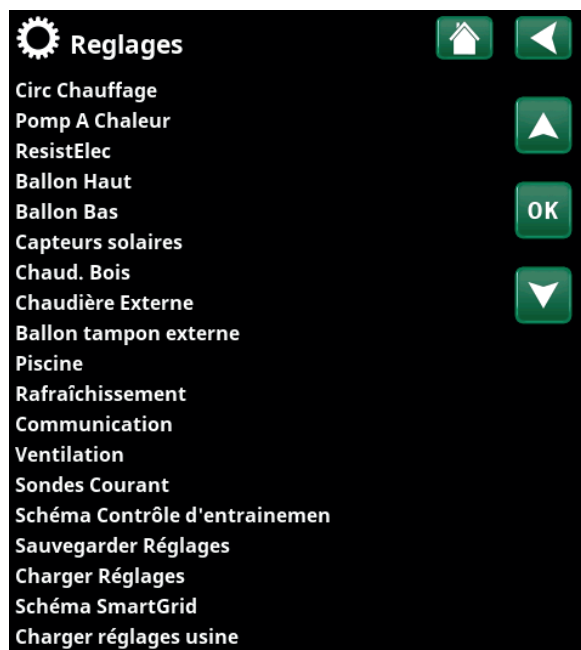 Reglages
Circ Chauffage
Pomp A Chaleur
ResistElec
Ballon Haut
Ballon Bas
OK
Capteurs solaires
Chaud. Bois
Chaudière Externe
Ballon tampon externe
Piscine
Rafraîchissement
Communication
Ventilation
Sondes Courant
Schéma Contrôle d'entrainemen
Sauvegarder Réglages
Charger Réglages
Schéma SmartGrid
Charger réglages usine